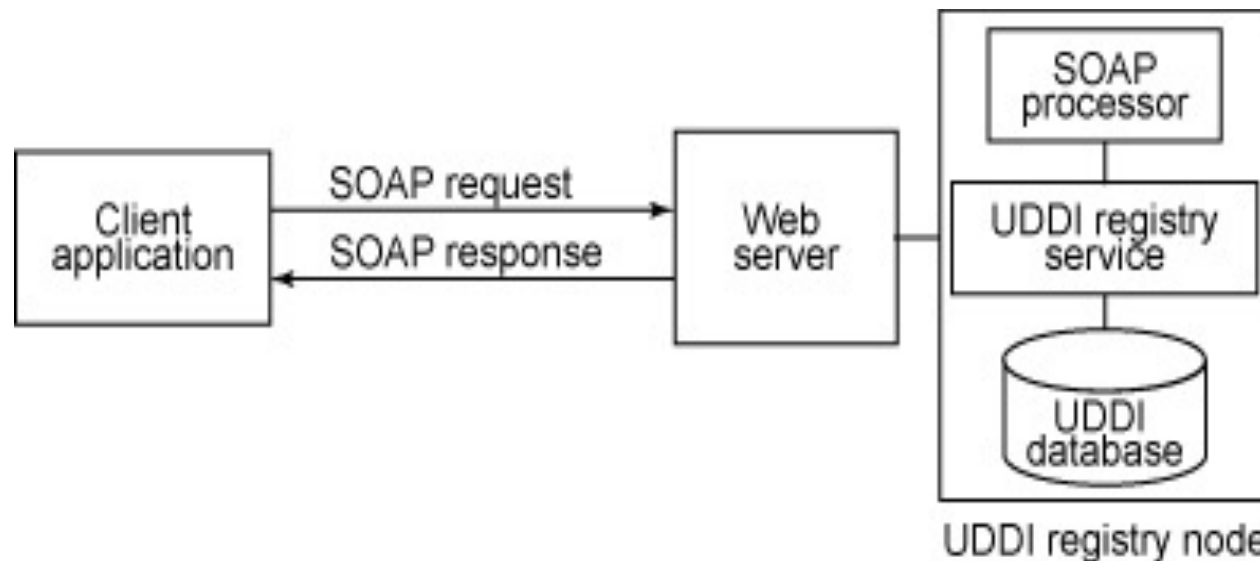 Client
application
SOAP request
SOAP response
Web
server
SOAP
processor
UDDI registry
service
UDDI
database
UDDI registry node